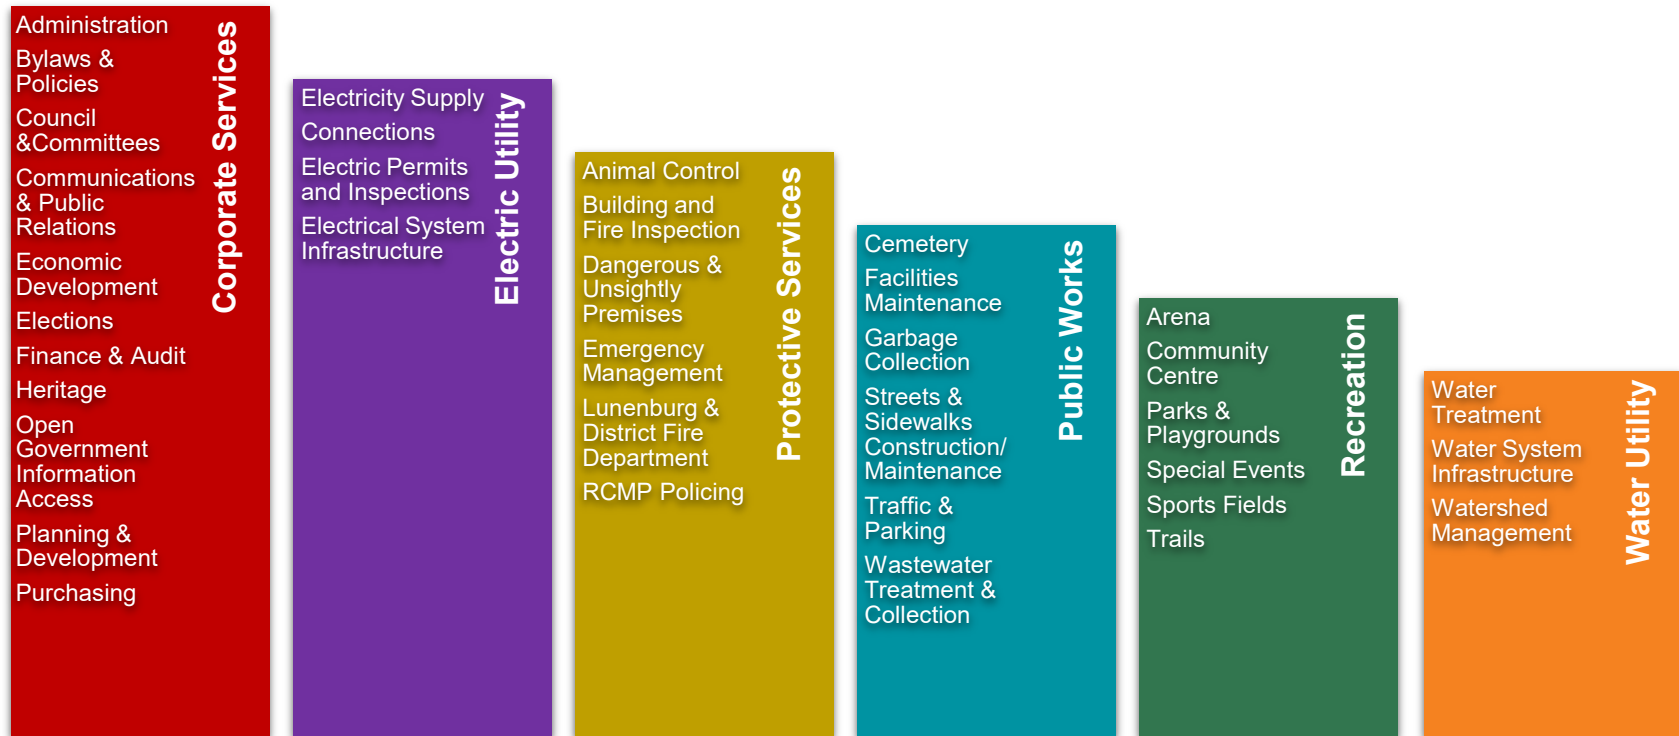 Corporate Services
Administration
Bylaws &
Policies
Council
&Committees
Communications
& Public
Relations
Economic
Development
Elections
Finance & Audit
Heritage
Open
Government
Information
Access
Planning &
Development
Purchasing
Electric Utility
Electricity Supply
Connections
Electric Permits
and Inspections
Electrical System
Infrastructure
Protective Services
Animal Control
Building and
Fire Inspection
Dangerous &
Unsightly
Premises
Emergency
Management
Lunenburg &
District Fire
Department
RCMP Policing
Public Works
Cemetery
Facilities
Maintenance
Garbage
Collection
Streets &
Sidewalks
Construction/
Maintenance
Traffic &
Parking
Wastewater
Treatment &
Collection
Recreation
Arena
Community
Centre
Parks &
Playgrounds
Special Events
Sports Fields
Trails
Water Utility
Water
Treatment
Water System
Infrastructure
Watershed
Management